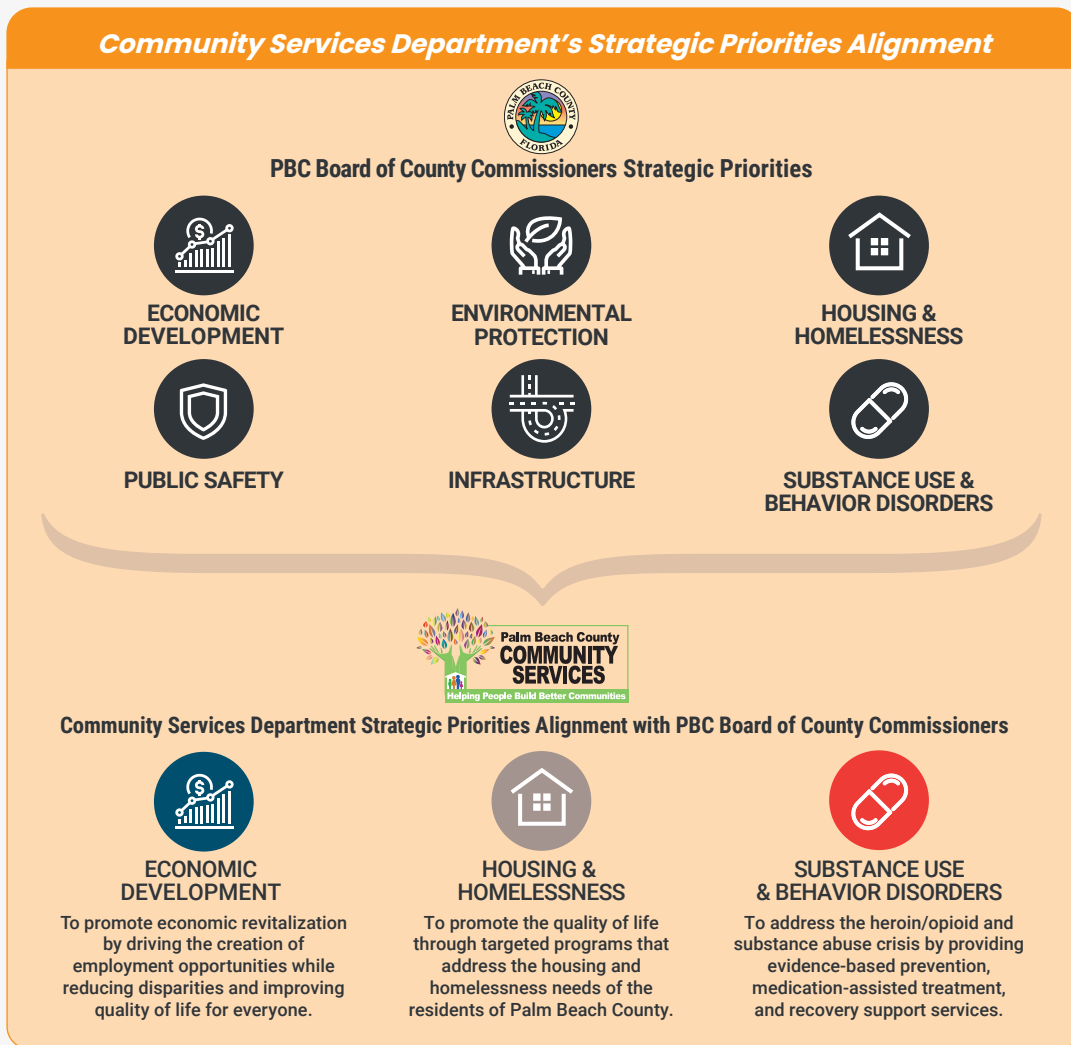 Community Services Department’s Strategic Priorities Alignment
PALM BEACH COUNTY
FLORIDA
PBC Board of County Commissioners Strategic Priorities
$
ECONOMIC
DEVELOPMENT
ENVIRONMENTAL
PROTECTION
HOUSING &
HOMELESSNESS
PUBLIC SAFETY
INFRASTRUCTURE
SUBSTANCE USE &
BEHAVIOR DISORDERS
Palm Beach County
COMMUNITY
SERVICES
Helping People Build Better Communities
Community Services Department Strategic Priorities Alignment with PBC Board of County Commissioners
$
ECONOMIC
DEVELOPMENT
To promote economic revitalization
by driving the creation of
employment opportunities while
reducing disparities and improving
quality of life for everyone.
HOUSING &
HOMELESSNESS
To promote the quality of life
through targeted programs that
address the housing and
homelessness needs of the
residents of Palm Beach County.
SUBSTANCE USE
& BEHAVIOR DISORDERS
To address the heroin/opioid and
substance abuse crisis by providing
evidence-based prevention,
medication-assisted treatment,
and recovery support services.